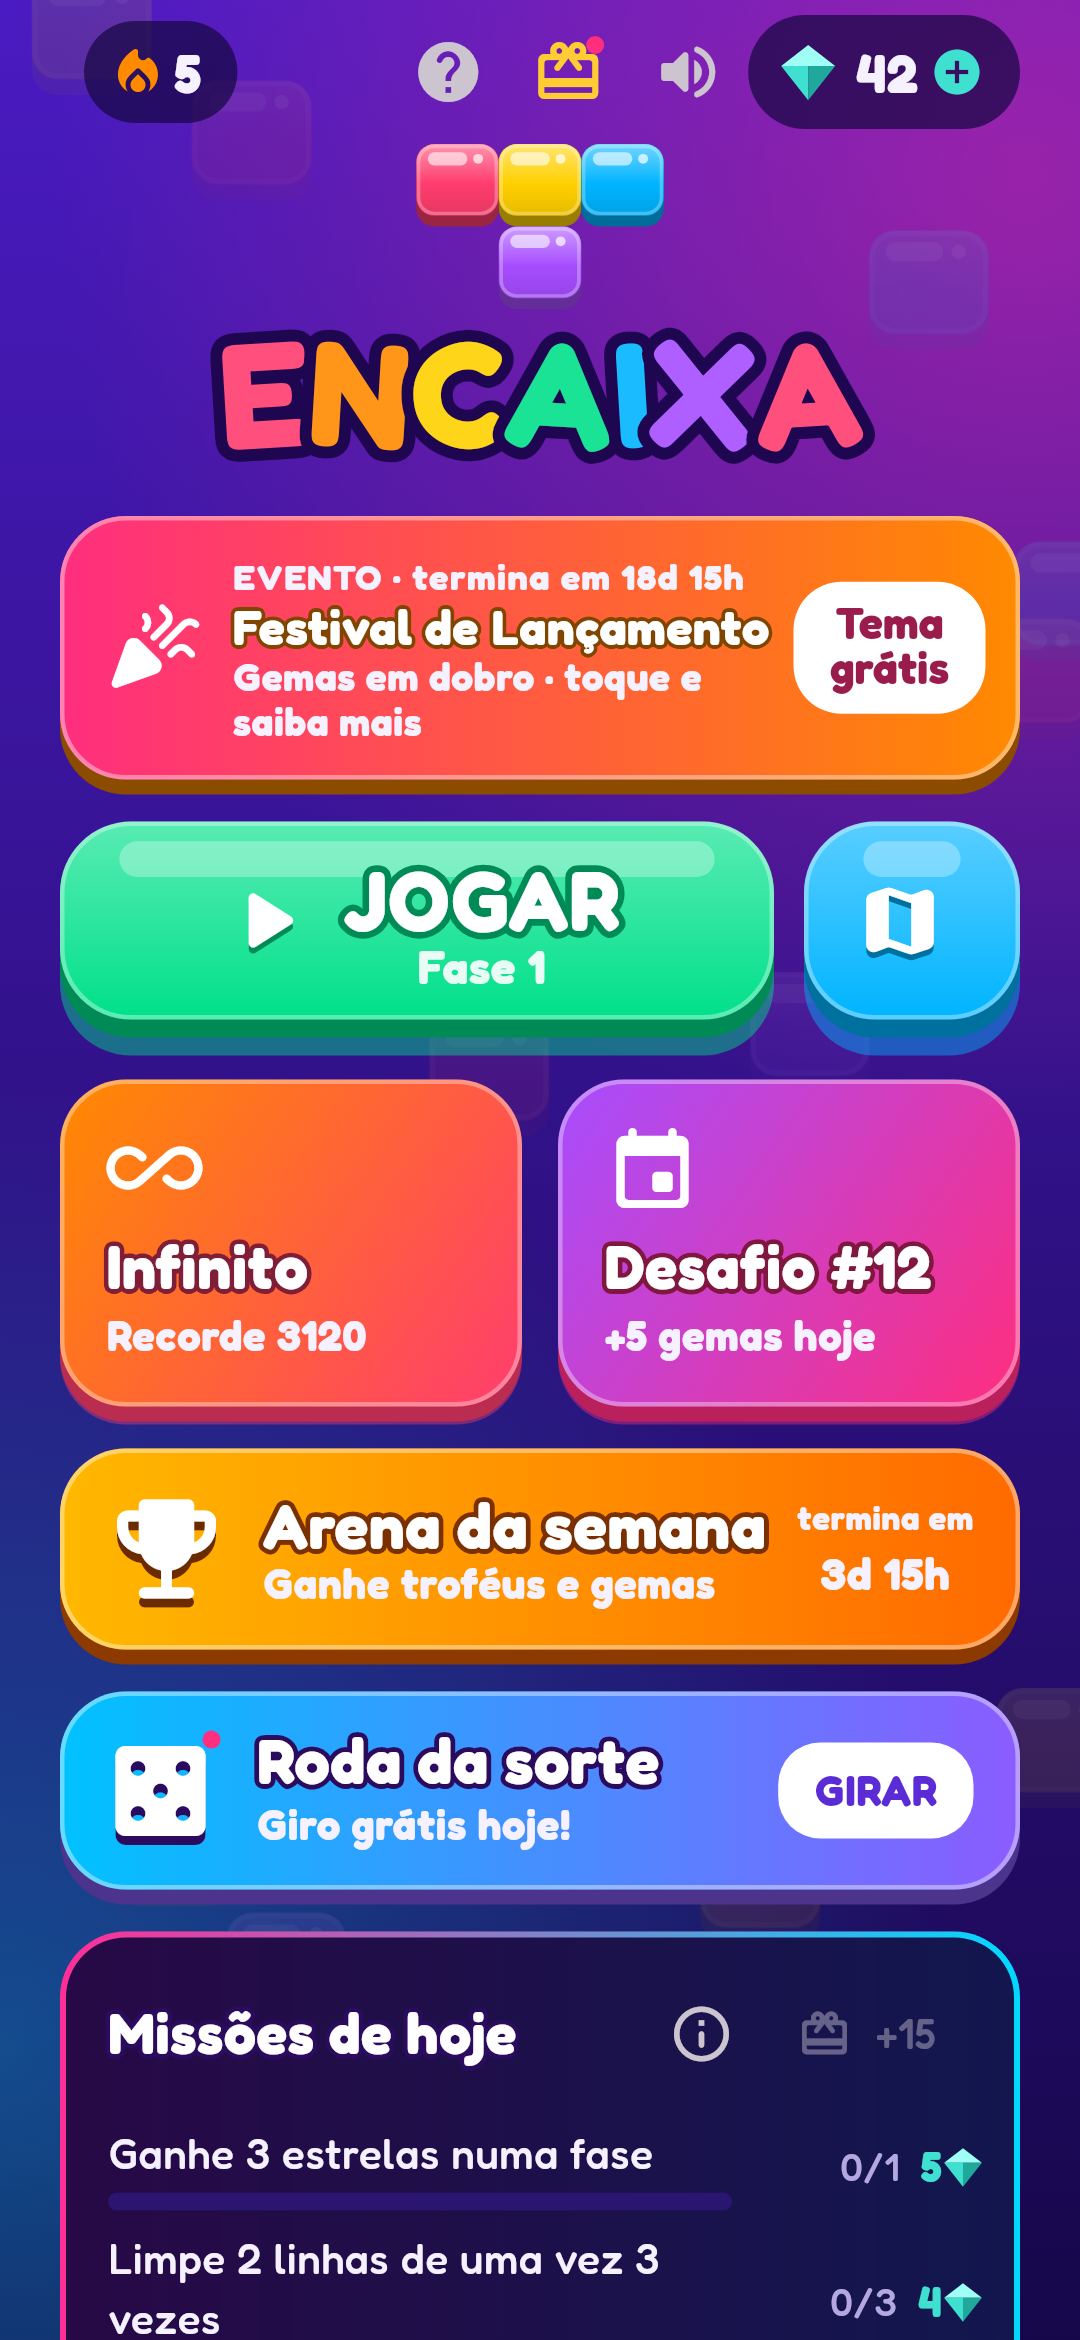 5
42
ENCAIXA
EVENTO · termina em 18d 15h
Festival de Lançamento
Gemas em dobro · toque e
saiba mais
Tema
grátis
JOGAR
Fase 1
Infinito
Recorde 3120
Desafio #12
+5 gemas hoje
Arena da semana
Ganhe troféus e gemas
termina em
3d 15h
Roda da sorte
Giro grátis hoje!
GIRAR
Missões de hoje
+15
Ganhe 3 estrelas numa fase
0/1 5
Limpe 2 linhas de uma vez 3
vezes
0/3 4